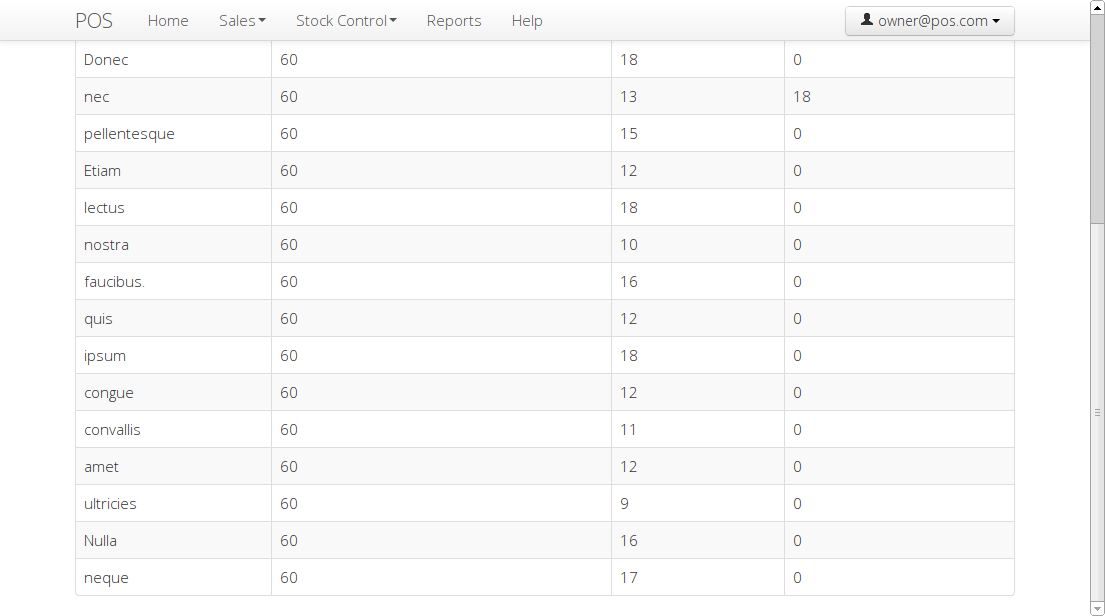 POS Home Sales Stock Control Reports Help owner@pos.com
Donec 60 18 0
nec 60 13 18
pellentesque 60 15 0
Etiam 60 12 0
lectus 60 18 0
nostra 60 10 0
faucibus. 60 16 0
quis 60 12 0
ipsum 60 18 0
congue 60 12 0
convallis 60 11 0
amet 60 12 0
ultricies 60 9 0
Nulla 60 16 0
neque 60 17 0